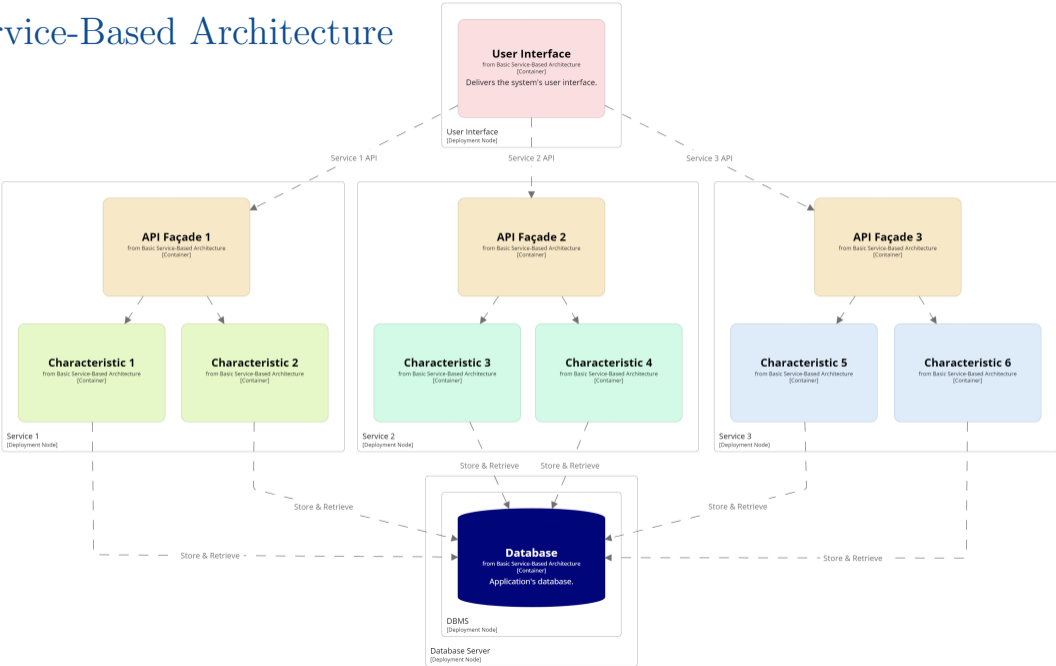 rvice-Based Architecture
User Interface
from Basic Service-Based Architecture
[Container]
Delivers the system's user interface.
User Interface
[Deployment Node]
Service 1 API
Service 2 API
Service 3 API
API Façade 1
from Basic Service-Based Architecture
[Container]
API Façade 2
from Basic Service-Based Architecture
[Container]
API Façade 3
from Basic Service-Based Architecture
[Container]
Characteristic 1
from Basic Service-Based Architecture
[Container]
Characteristic 2
from Basic Service-Based Architecture
[Container]
Characteristic 3
from Basic Service-Based Architecture
[Container]
Characteristic 4
from Basic Service-Based Architecture
[Container]
Characteristic 5
from Basic Service-Based Architecture
[Container]
Characteristic 6
from Basic Service-Based Architecture
[Container]
Service 1
[Deployment Node]
Service 2
[Deployment Node]
Service 3
[Deployment Node]
Store & Retrieve
Store & Retrieve
Store & Retrieve
Store & Retrieve
Store & Retrieve
Store & Retrieve
Database
from Basic Service-Based Architecture
[Container]
Application's database.
DBMS
[Deployment Node]
Database Server
[Deployment Node]